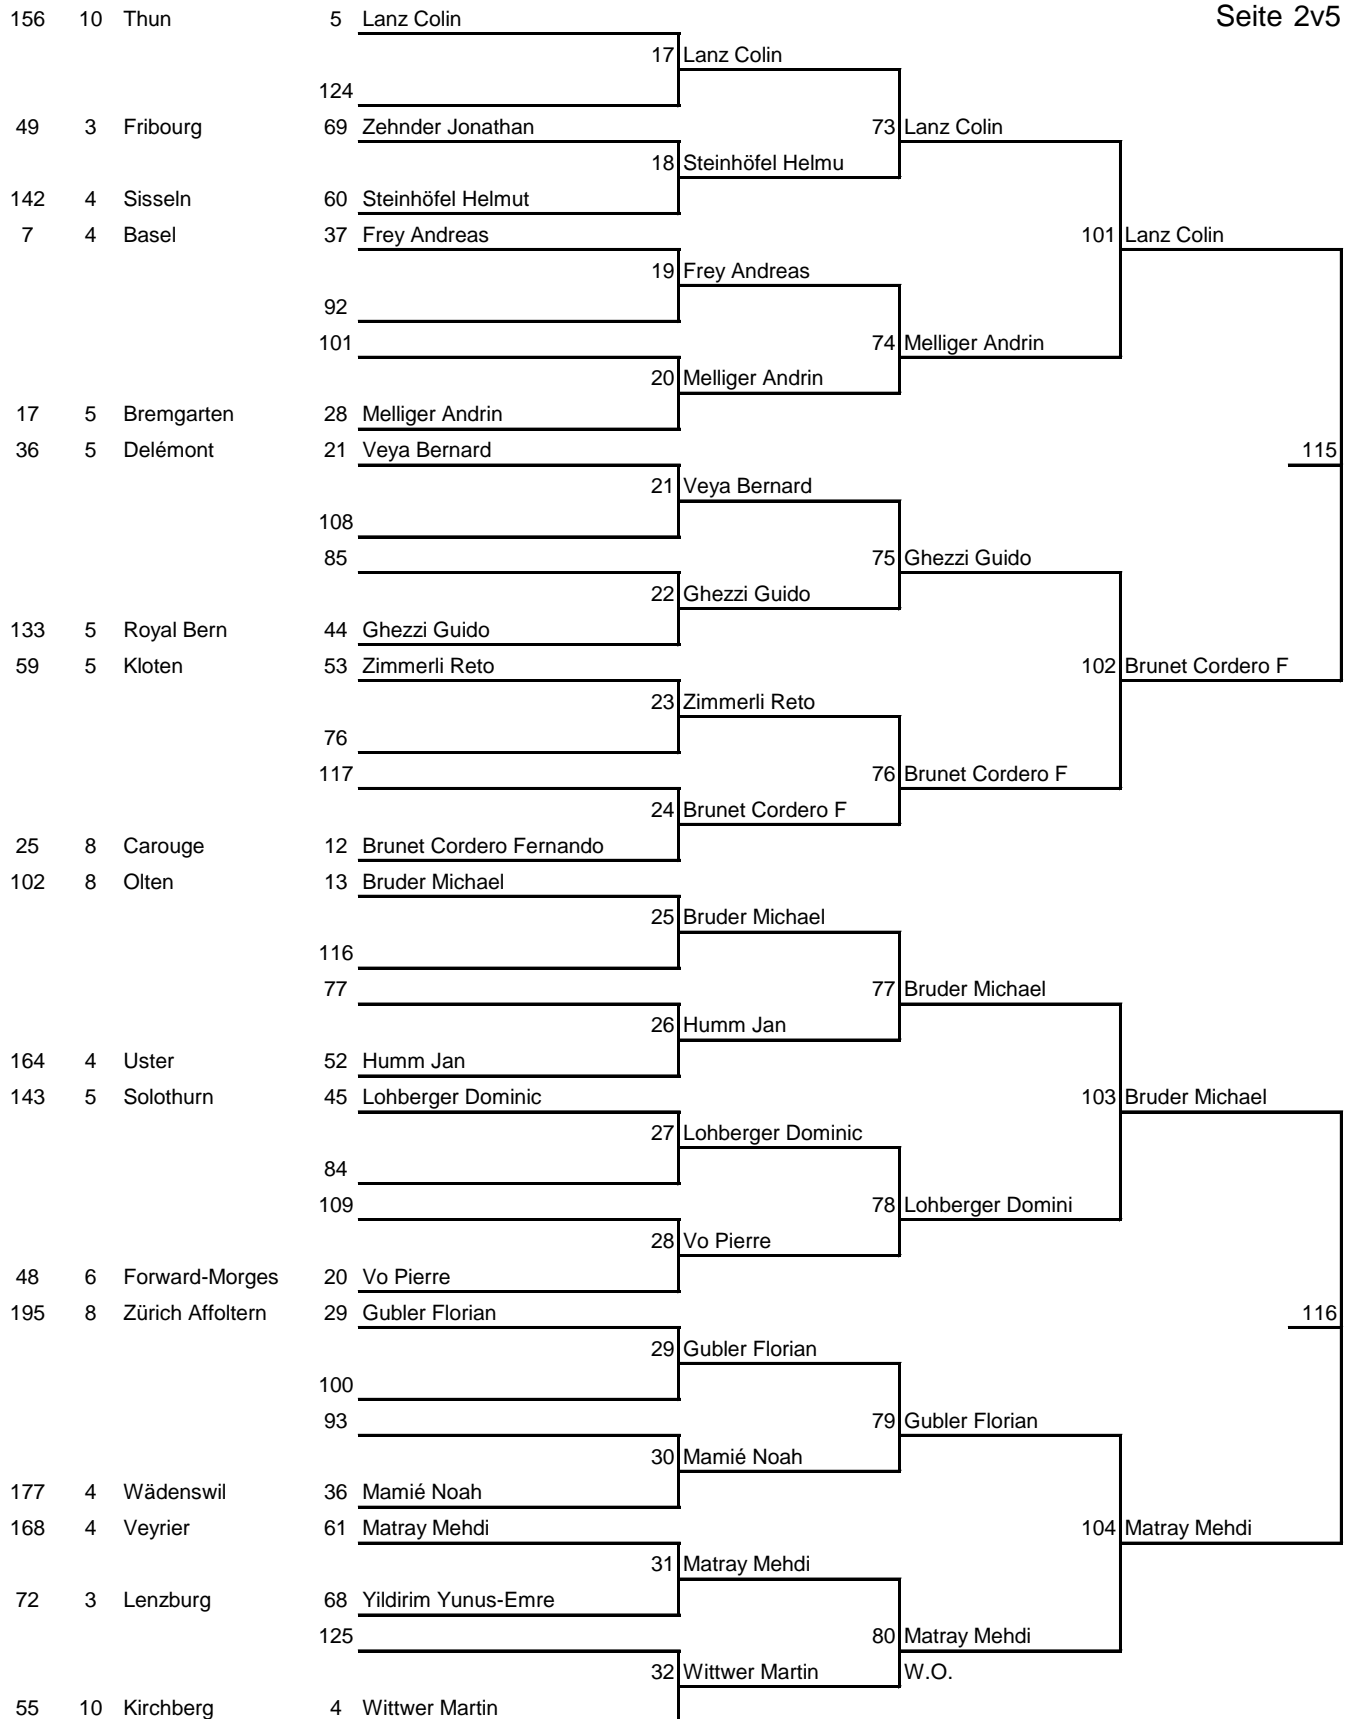 156 10 Thun 5 Lanz Colin Seite 2v5
17 Lanz Colin
124
49 3 Fribourg 69 Zehnder Jonathan 73 Lanz Colin
18 Steinhöfel Helmu
142 4 Sisseln 60 Steinhöfel Helmut
7 4 Basel 37 Frey Andreas 101 Lanz Colin
19 Frey Andreas
92
101 74 Melliger Andrin
20 Melliger Andrin
17 5 Bremgarten 28 Melliger Andrin
36 5 Delémont 21 Veya Bernard 115
21 Veya Bernard
108
85 75 Ghezzi Guido
22 Ghezzi Guido
133 5 Royal Bern 44 Ghezzi Guido
59 5 Kloten 53 Zimmerli Reto 102 Brunet Cordero F
23 Zimmerli Reto
76
117 76 Brunet Cordero F
24 Brunet Cordero F
25 8 Carouge 12 Brunet Cordero Fernando
102 8 Olten 13 Bruder Michael
25 Bruder Michael
116
77 77 Bruder Michael
26 Humm Jan
164 4 Uster 52 Humm Jan
143 5 Solothurn 45 Lohberger Dominic 103 Bruder Michael
27 Lohberger Dominic
84
109 78 Lohberger Domini
28 Vo Pierre
48 6 Forward-Morges 20 Vo Pierre
195 8 Zürich Affoltern 29 Gubler Florian 116
29 Gubler Florian
100
93 79 Gubler Florian
30 Mamié Noah
177 4 Wädenswil 36 Mamié Noah
168 4 Veyrier 61 Matray Mehdi 104 Matray Mehdi
31 Matray Mehdi
72 3 Lenzburg 68 Yildirim Yunus-Emre
125 80 Matray Mehdi
32 Wittwer Martin W.O.
55 10 Kirchberg 4 Wittwer Martin